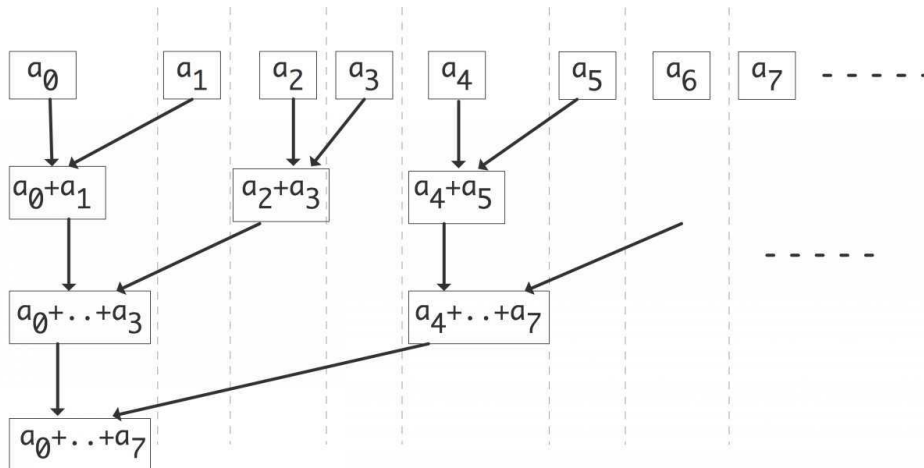 a0 a1 a2 a3 a4 a5 a6 a7 -----
a0+a1 a2+a3 a4+a5
-----
a0+..+a3 a4+..+a7
a0+..+a7